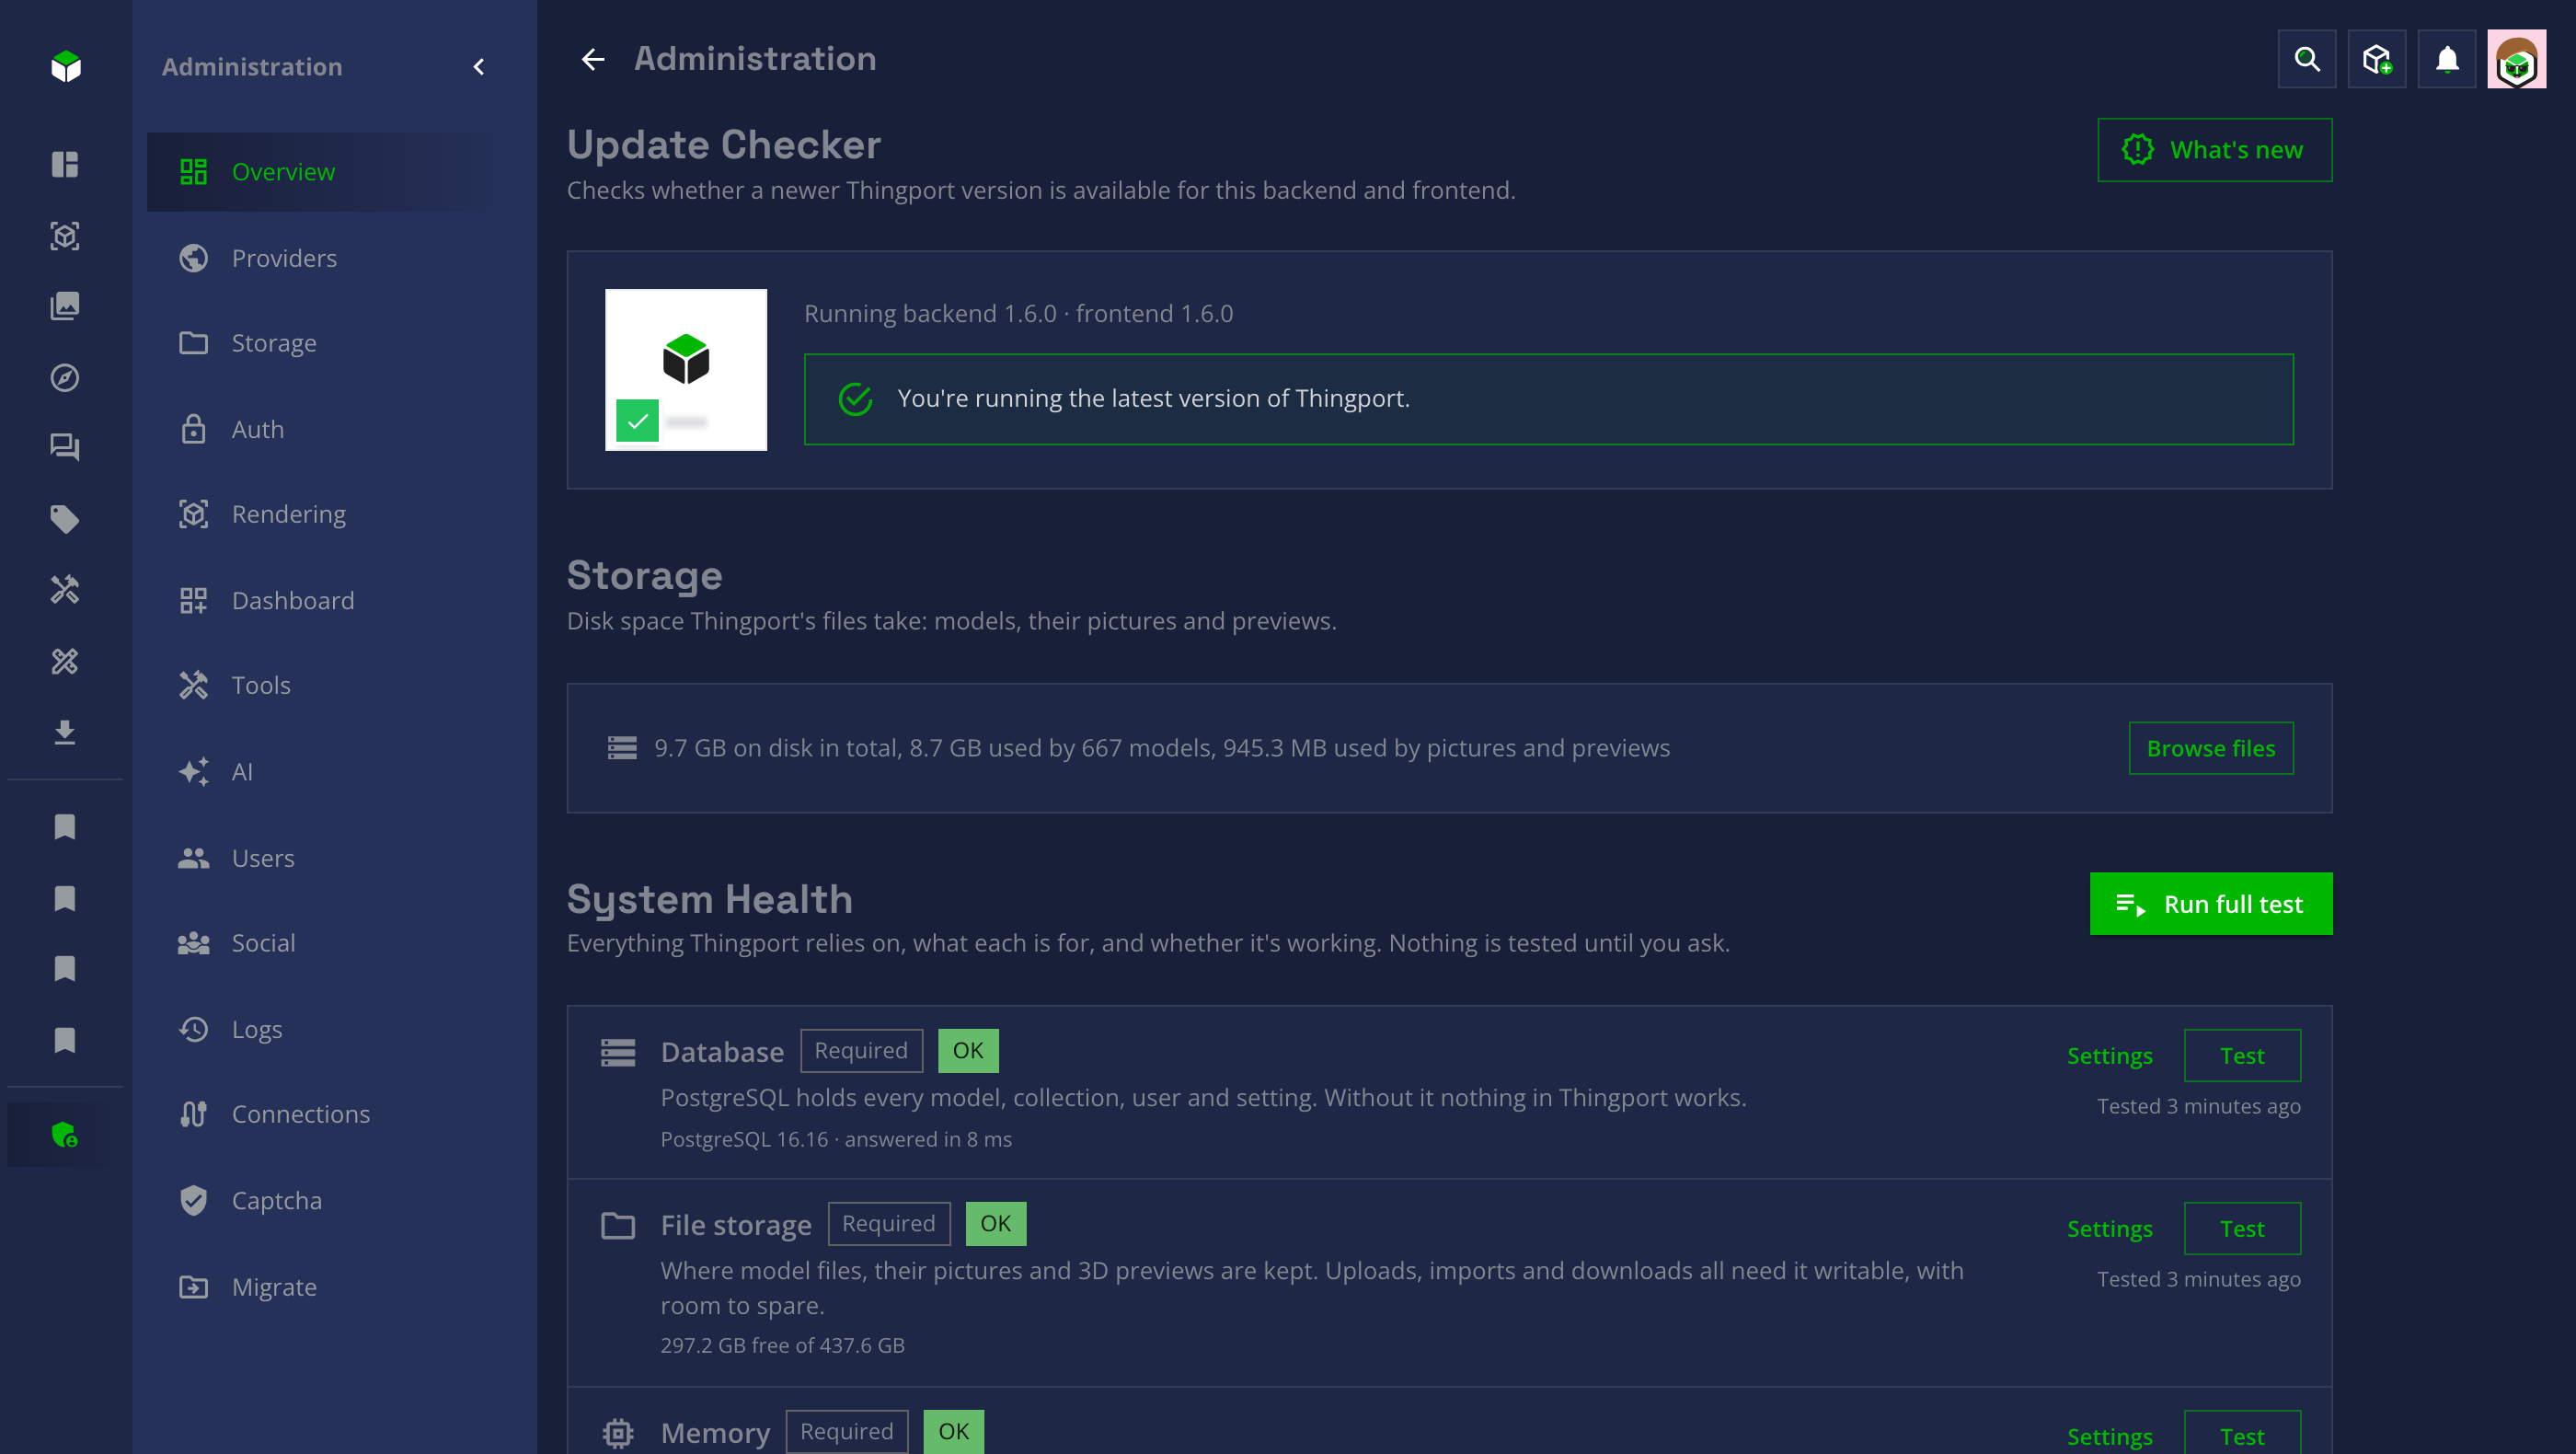 Administration
Overview
Providers
Storage
Auth
Rendering
Dashboard
Tools
AI
Users
Social
Logs
Connections
Captcha
Migrate
Administration
Update Checker
What's new
Checks whether a newer Thingport version is available for this backend and frontend.
Running backend 1.6.0 · frontend 1.6.0
You're running the latest version of Thingport.
Storage
Disk space Thingport's files take: models, their pictures and previews.
9.7 GB on disk in total, 8.7 GB used by 667 models, 945.3 MB used by pictures and previews
Browse files
System Health
Run full test
Everything Thingport relies on, what each is for, and whether it's working. Nothing is tested until you ask.
Database Required OK
Settings Test
PostgreSQL holds every model, collection, user and setting. Without it nothing in Thingport works.
Tested 3 minutes ago
PostgreSQL 16.16 · answered in 8 ms
File storage Required OK
Settings Test
Where model files, their pictures and 3D previews are kept. Uploads, imports and downloads all need it writable, with
room to spare.
Tested 3 minutes ago
297.2 GB free of 437.6 GB
Memory Required OK
Settings Test